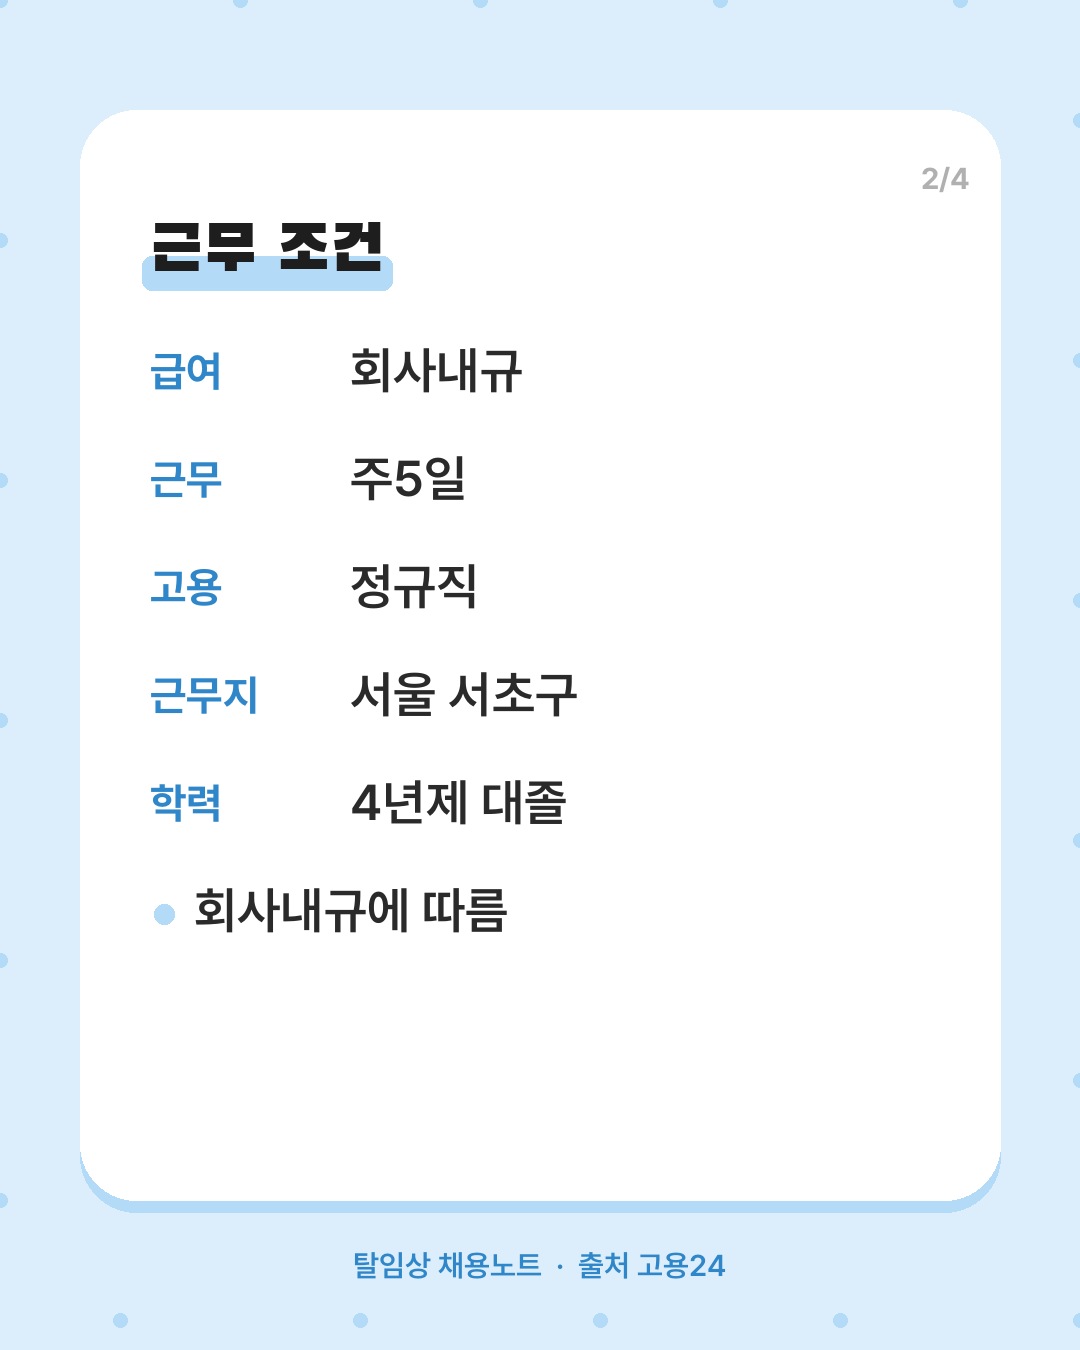 2/4
근무 조건
급여 회사내규
근무 주5일
고용 정규직
근무지 서울 서초구
학력 4년제 대졸
회사내규에 따름
탈임상 채용노트 · 출처 고용24